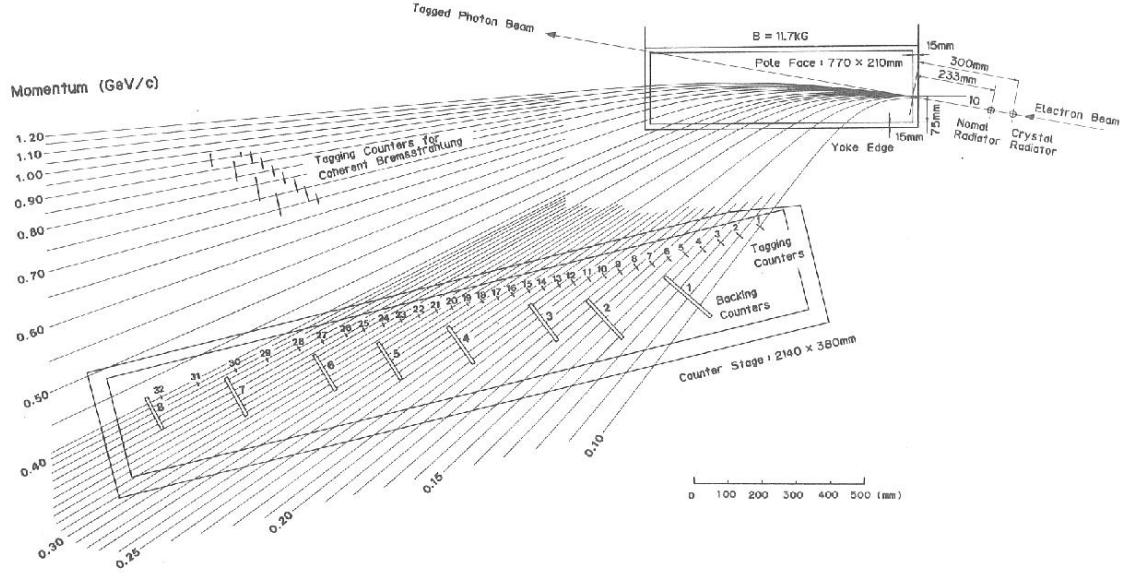 Tagged Photon Beam
B = 11.7kG
15mm
Pole Face : 770 × 210mm
300mm
233mm
Momentum (GeV/c)
10
Electron Beam
75mm
15mm
Nomal
Radiator
Crystal
Radiator
Yoke Edge
1.20
1.10
1.00
0.90
0.80
0.70
0.60
0.50
0.40
0.30
0.25
0.20
0.15
0.10
Tagging Counters for
Coherent Bremsstrahlung
1
2
3
4
5
6
7
8
9
10
11
12
13
14
15
16
17
18
19
20
21
22
23
24
25
26
27
28
29
30
31
32
Tagging
Counters
1
2
3
4
5
6
7
8
Backing
Counters
Counter Stage : 2140 × 380mm
0 100 200 300 400 500 (mm)